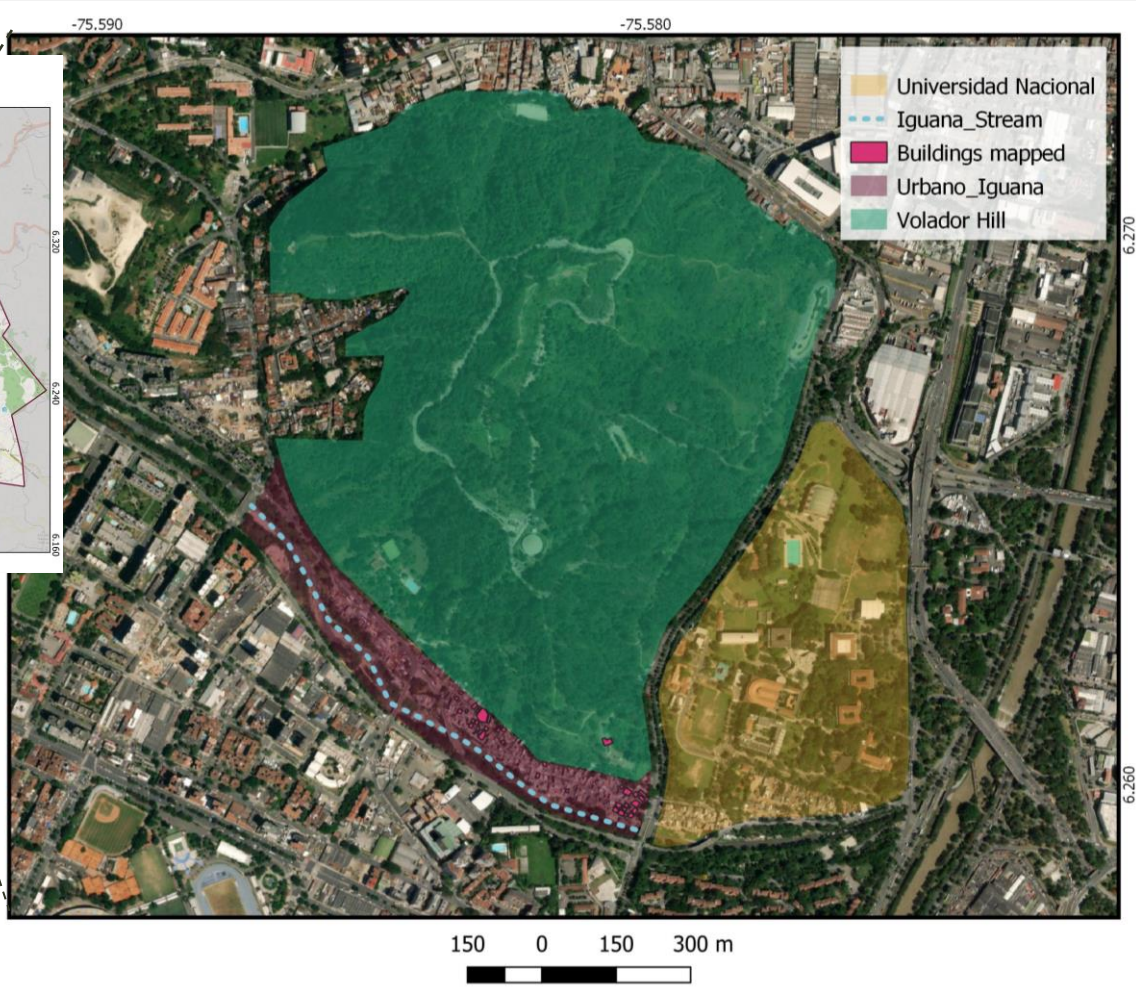 -75.590
-75.580
Universidad Nacional
Iguana_Stream
Buildings mapped
Urbano_Iguana
Volador Hill
6.320
6.270
6.240
6.160
6.260
150 0 150 300 m